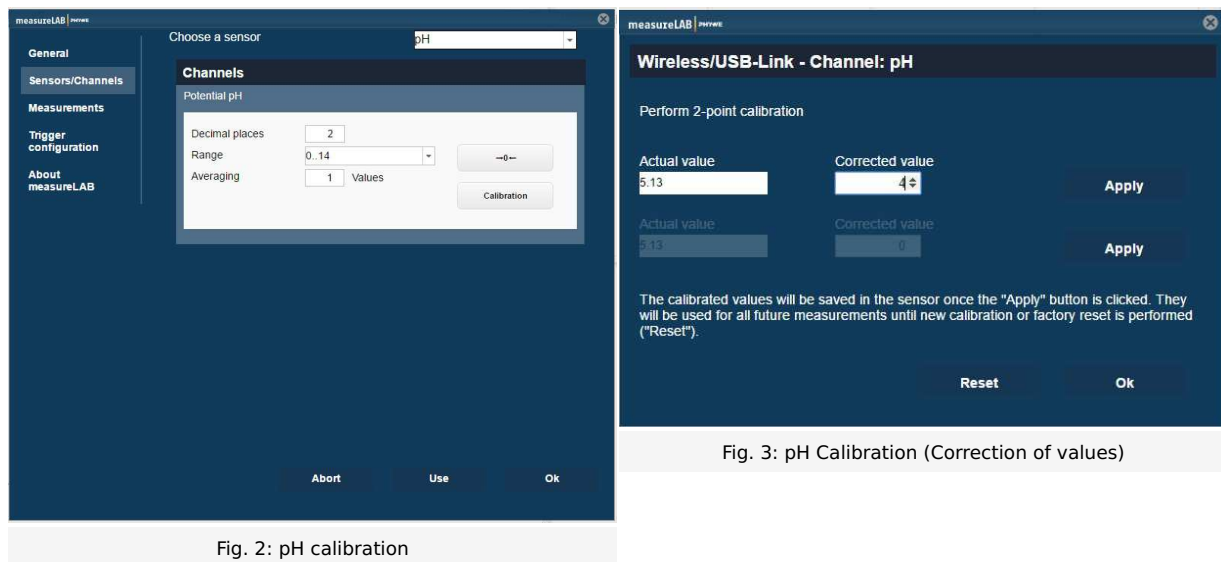 measureLAB PHYWE
General
Sensors/Channels
Measurements
Trigger
configuration
About
measureLAB
Choose a sensor
pH
Channels
Potential pH
Decimal places
2
Range
0..14
Averaging
1 Values
→0←
Calibration
Abort
Use
Ok
Fig. 2: pH calibration
measureLAB PHYWE
Wireless/USB-Link - Channel: pH
Perform 2-point calibration
Actual value
Corrected value
5.13
4
Apply
Actual value
Corrected value
5.13
0
Apply
The calibrated values will be saved in the sensor once the "Apply" button is clicked. They
will be used for all future measurements until new calibration or factory reset is performed
("Reset").
Reset
Ok
Fig. 3: pH Calibration (Correction of values)